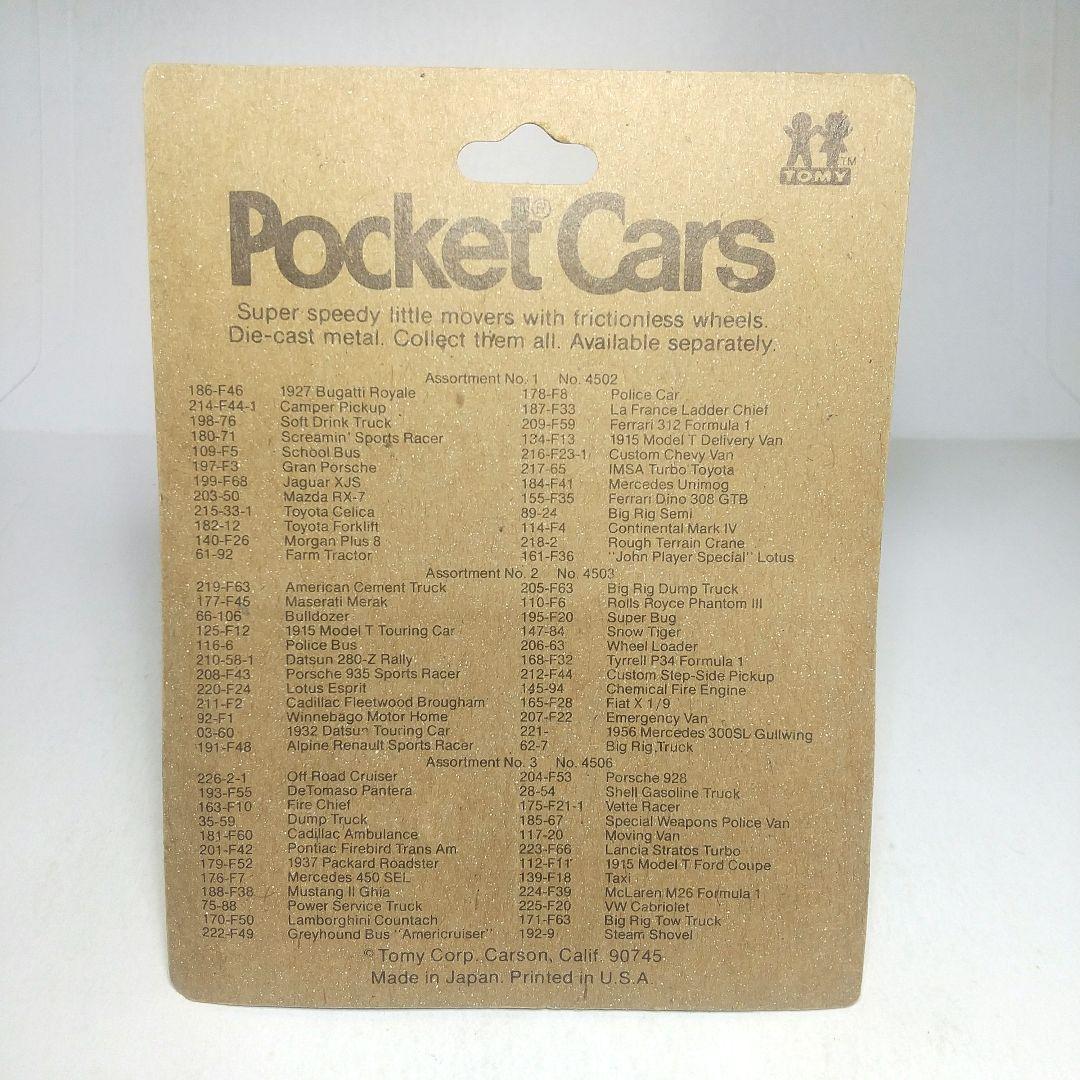 TOMY TM
Pocket® Cars
Super speedy little movers with frictionless wheels.
Die-cast metal. Collect them all. Available separately.
Assortment No. 1 No. 4502
186-F46 1927 Bugatti Royale 178-F8 Police Car
214-F44-1 Camper Pickup 187-F33 La France Ladder Chief
198-76 Soft Drink Truck 209-F59 Ferrari 312 Formula 1
180-71 Screamin' Sports Racer 134-F13 1915 Model T Delivery Van
109-F5 School Bus 216-F23-1 Custom Chevy Van
197-F3 Gran Porsche 217-65 IMSA Turbo Toyota
199-F68 Jaguar XJS 184-F41 Mercedes Unimog
203-50 Mazda RX-7 155-F35 Ferrari Dino 308 GTB
215-33-1 Toyota Celica 89-24 Big Rig Semi
182-12 Toyota Forklift 114-F4 Continental Mark IV
140-F26 Morgan Plus 8 218-2 Rough Terrain Crane
61-92 Farm Tractor 161-F36 "John Player Special" Lotus
Assortment No. 2 No. 4503
219-F63 American Cement Truck 205-F63 Big Rig Dump Truck
177-F45 Maserati Merak 110-F6 Rolls Royce Phantom III
66-106 Bulldozer 195-F20 Super Bug
125-F12 1915 Model T Touring Car 147-84 Snow Tiger
116-6 Police Bus 206-63 Wheel Loader
210-58-1 Datsun 280-Z Rally 168-F32 Tyrrell P34 Formula 1
208-F43 Porsche 935 Sports Racer 212-F44 Custom Step-Side Pickup
220-F24 Lotus Esprit 145-94 Chemical Fire Engine
211-F2 Cadillac Fleetwood Brougham 165-F28 Fiat X 1/9
92-F1 Winnebago Motor Home 207-F22 Emergency Van
03-60 1932 Datsun Touring Car 221- 1956 Mercedes 300SL Gullwing
191-F48 Alpine Renault Sports Racer 62-7 Big Rig Truck
Assortment No. 3 No. 4506
226-2-1 Off Road Cruiser 204-F53 Porsche 928
193-F55 DeTomaso Pantera 28-54 Shell Gasoline Truck
163-F10 Fire Chief 175-F21-1 Vette Racer
35-59 Dump Truck 185-67 Special Weapons Police Van
181-F60 Cadillac Ambulance 117-20 Moving Van
201-F42 Pontiac Firebird Trans Am 223-F66 Lancia Stratos Turbo
179-F52 1937 Packard Roadster 112-F11 1915 Model T Ford Coupe
176-F7 Mercedes 450 SEL 139-F18 Taxi
188-F38 Mustang II Ghia 224-F39 McLaren M26 Formula 1
75-88 Power Service Truck 225-F20 VW Cabriolet
170-F50 Lamborghini Countach 171-F63 Big Rig Tow Truck
222-F49 Greyhound Bus "Americruiser" 192-9 Steam Shovel
© Tomy Corp. Carson, Calif. 90745
Made in Japan. Printed in U.S.A.